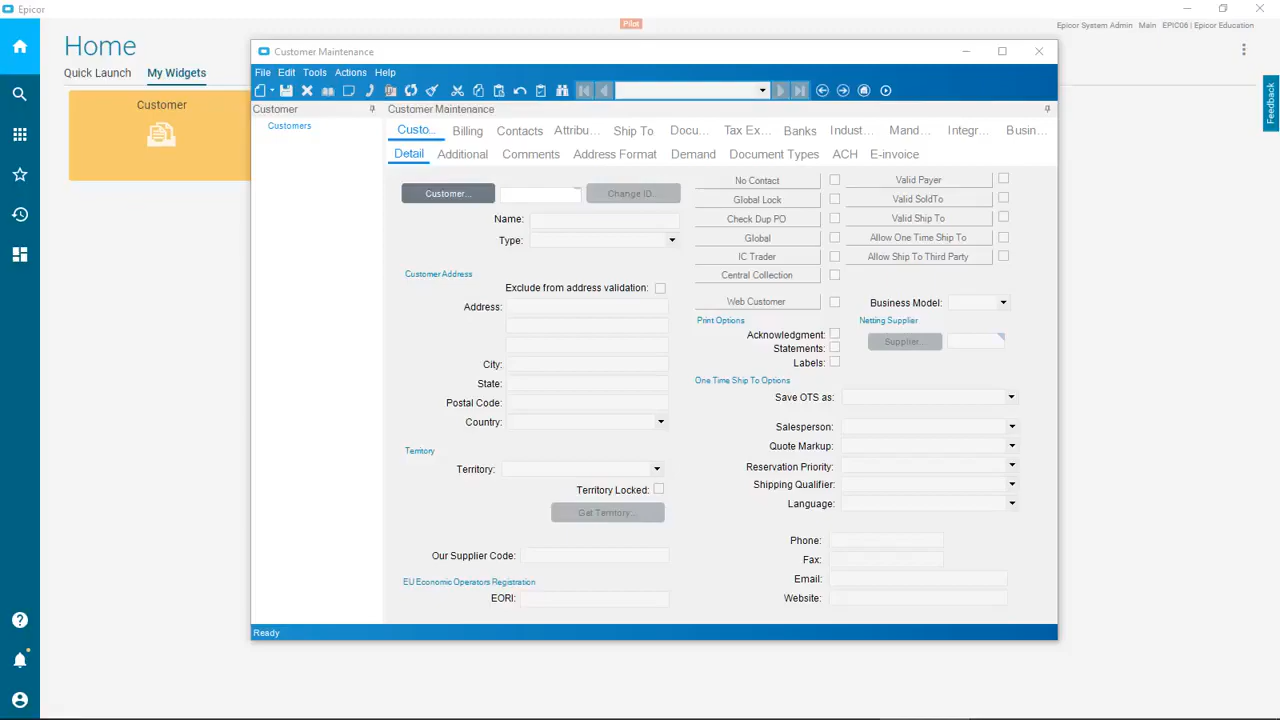 Epicor
Pilot
Epicor System Admin Main EPIC06 | Epicor Education
Home
Quick Launch My Widgets
Customer
Feedback
Customer Maintenance
File Edit Tools Actions Help
Customer
Customers
Customer Maintenance
Custo... Billing Contacts Attribu... Ship To Docu... Tax Ex... Banks Indust... Mand... Integr... Busin...
Detail Additional Comments Address Format Demand Document Types ACH E-invoice
Customer... Change ID...
Name:
Type:
Customer Address
Exclude from address validation:
Address:
City:
State:
Postal Code:
Country:
Territory
Territory:
Territory Locked:
Get Territory...
Our Supplier Code:
EU Economic Operators Registration
EORI:
No Contact Valid Payer
Global Lock Valid SoldTo
Check Dup PO Valid Ship To
Global Allow One Time Ship To
IC Trader Allow Ship To Third Party
Central Collection
Web Customer Business Model:
Print Options Netting Supplier
Acknowledgment: Supplier...
Statements:
Labels:
One Time Ship To Options
Save OTS as:
Salesperson:
Quote Markup:
Reservation Priority:
Shipping Qualifier:
Language:
Phone:
Fax:
Email:
Website:
Ready